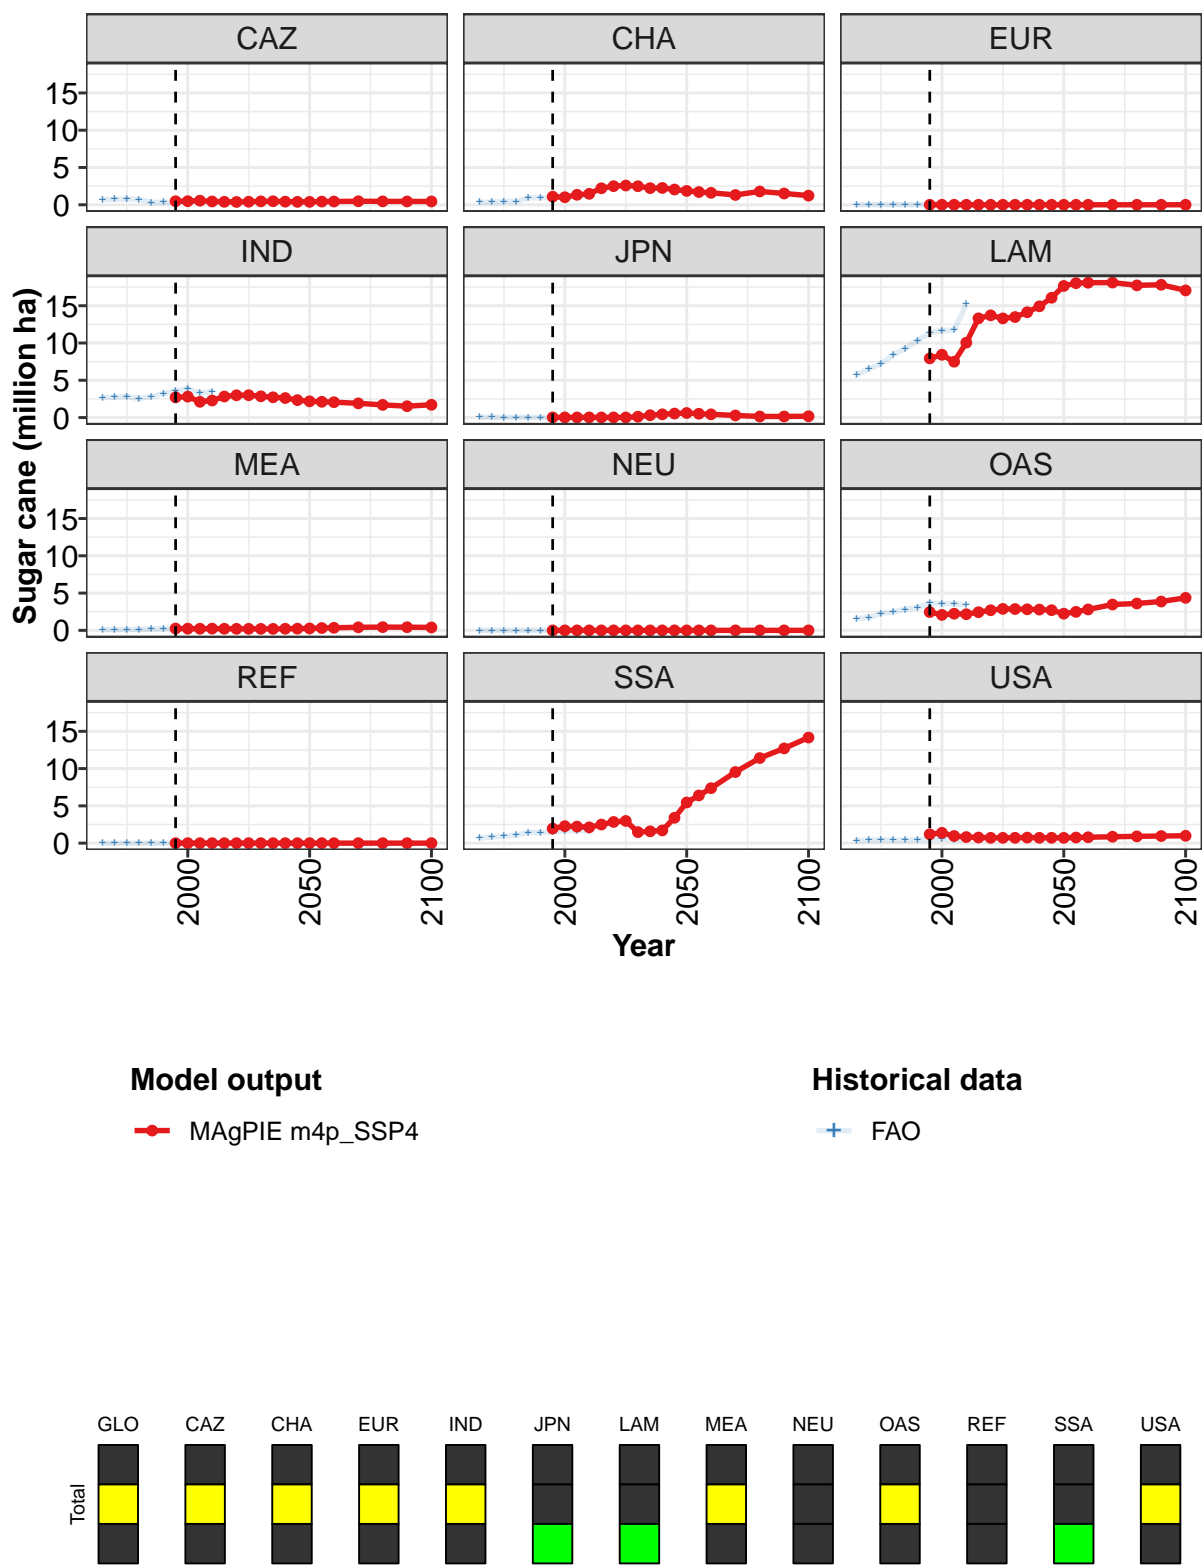 CAZ CHA EUR
15
10
5
0
IND JPN LAM
15
10
5
0
MEA NEU OAS
15
10
5
0
REF SSA USA
15
10
5
0
Sugar cane (million ha)
2000 2050 2100 2000 2050 2100 2000 2050 2100
Year
Model output Historical data
MAgPIE m4p_SSP4 FAO
GLO CAZ CHA EUR IND JPN LAM MEA NEU OAS REF SSA USA
Total